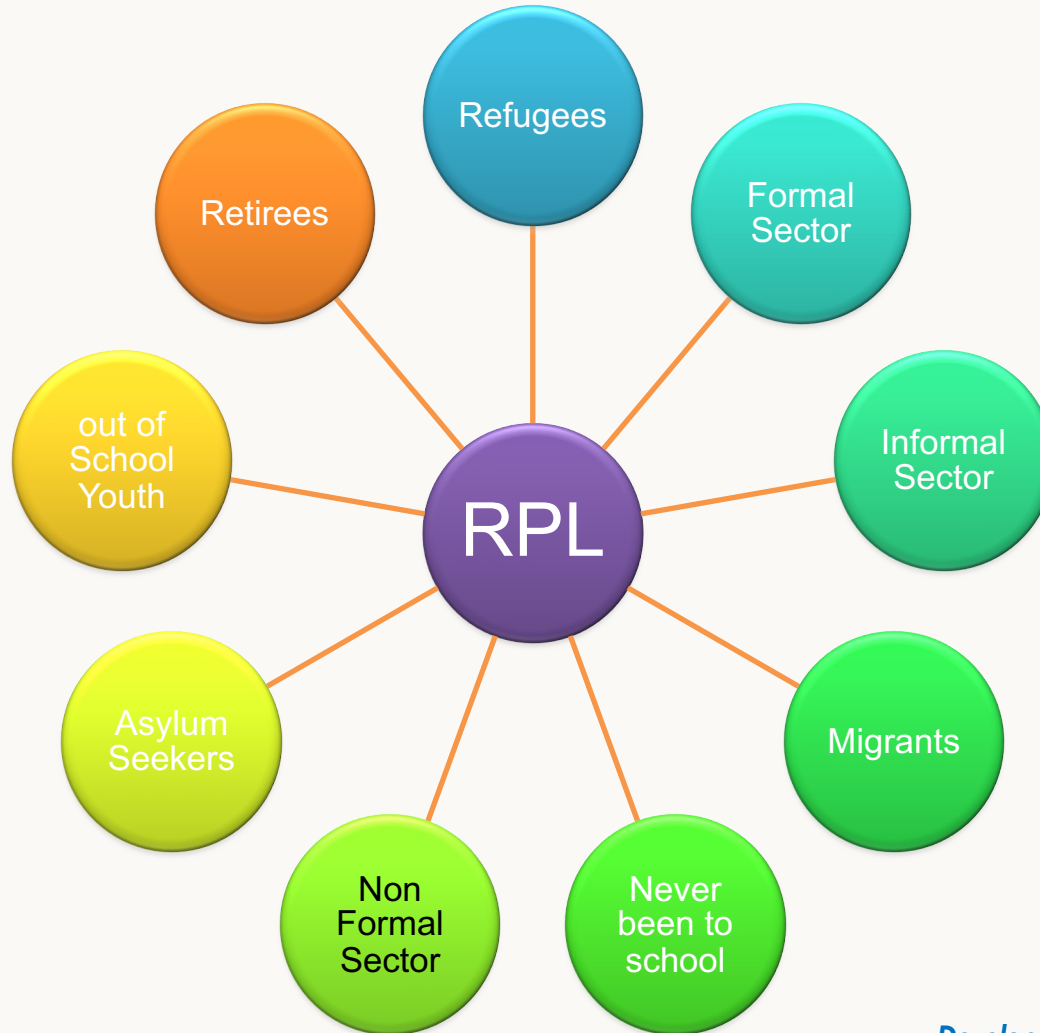 Refugees
Formal
Sector
Informal
Sector
Migrants
Never
been to
school
Non
Formal
Sector
Asylum
Seekers
out of
School
Youth
Retirees
RPL